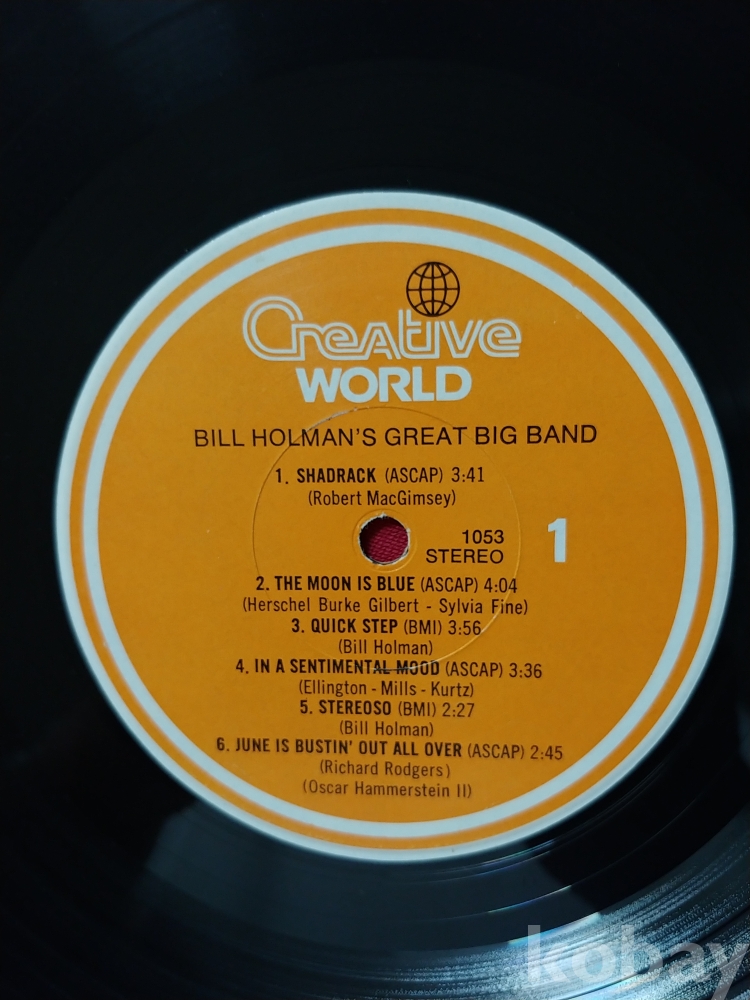 Creative
WORLD
BILL HOLMAN'S GREAT BIG BAND
1. SHADRACK (ASCAP) 3:41
(Robert MacGimsey)
1053
STEREO
1
2. THE MOON IS BLUE (ASCAP) 4:04
(Herschel Burke Gilbert - Sylvia Fine)
3. QUICK STEP (BMI) 3:56
(Bill Holman)
4. IN A SENTIMENTAL MOOD (ASCAP) 3:36
(Ellington - Mills - Kurtz)
5. STEREOSO (BMI) 2:27
(Bill Holman)
6. JUNE IS BUSTIN' OUT ALL OVER (ASCAP) 2:45
(Richard Rodgers)
(Oscar Hammerstein II)
kobay